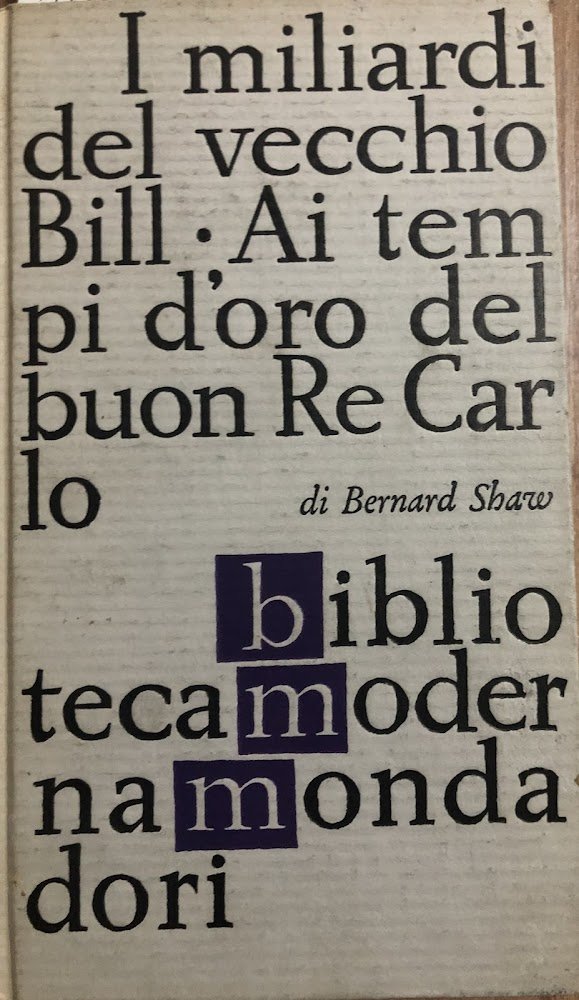 I miliardi
del vecchio
Bill · Ai tem
pi d'oro del
buon Re Car
lo
di Bernard Shaw
biblio
tecamoder
namonda
dori